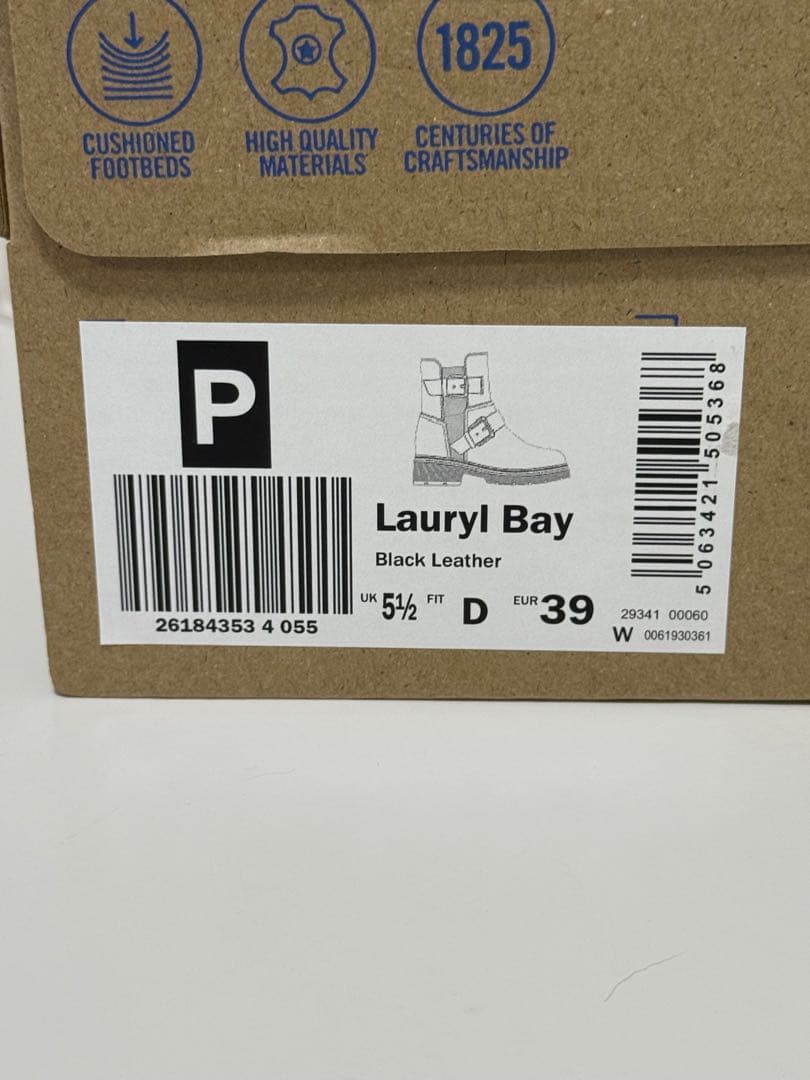 1825
CUSHIONED
FOOTBEDS
HIGH QUALITY
MATERIALS
CENTURIES OF
CRAFTSMANSHIP
P
26184353 4 055
Lauryl Bay
Black Leather
UK 5½ FIT D EUR 39
5 063421 505368
29341 00060
W 0061930361